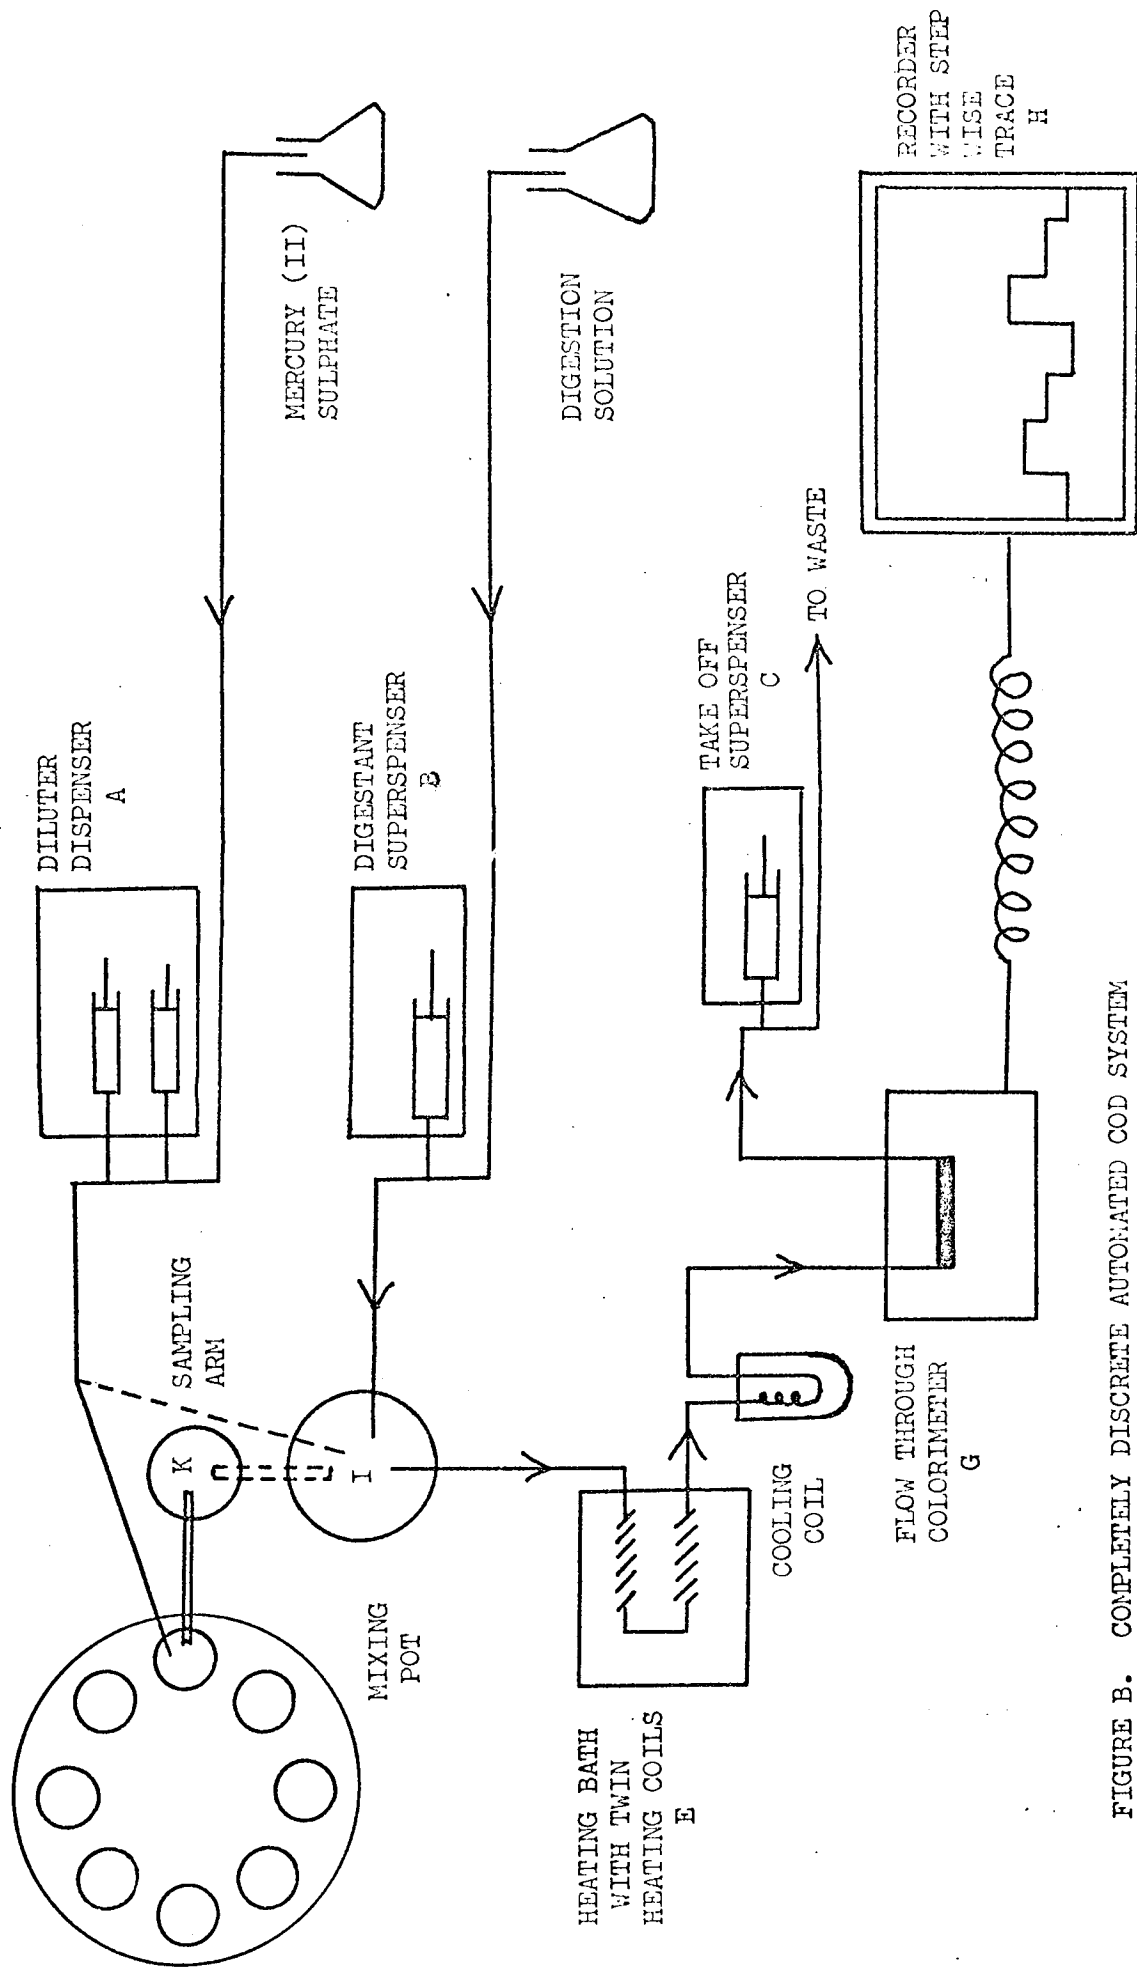 DILUTER
DISPENSER
A
MERCURY (II)
SULPHATE
SAMPLING
ARM
K
I
MIXING
POT
DIGESTANT
SUPERSPENSER
B
DIGESTION
SOLUTION
HEATING BATH
WITH TWIN
HEATING COILS
E
COOLING
COIL
TAKE OFF
SUPERSPENSER
C
TO WASTE
FLOW THROUGH
COLORIMETER
G
RECORDER
WITH STEP
WISE
TRACE
H
FIGURE B. COMPLETELY DISCRETE AUTOMATED COD SYSTEM